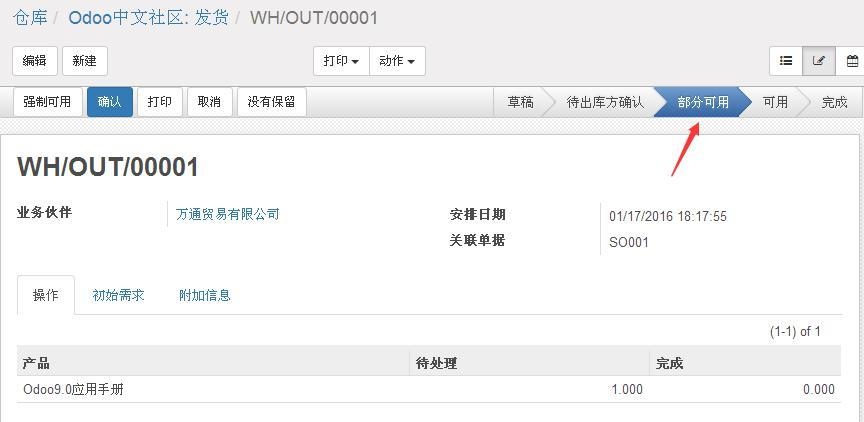 仓库 / Odoo中文社区: 发货 / WH/OUT/00001
编辑 新建 打印 动作
强制可用 确认 打印 取消 没有保留 草稿 待出库方确认 部分可用 可用 完成
WH/OUT/00001
业务伙伴 万通贸易有限公司 安排日期 01/17/2016 18:17:55
关联单据 SO001
操作 初始需求 附加信息
(1-1) of 1
产品 待处理 完成
Odoo9.0应用手册 1.000 0.000